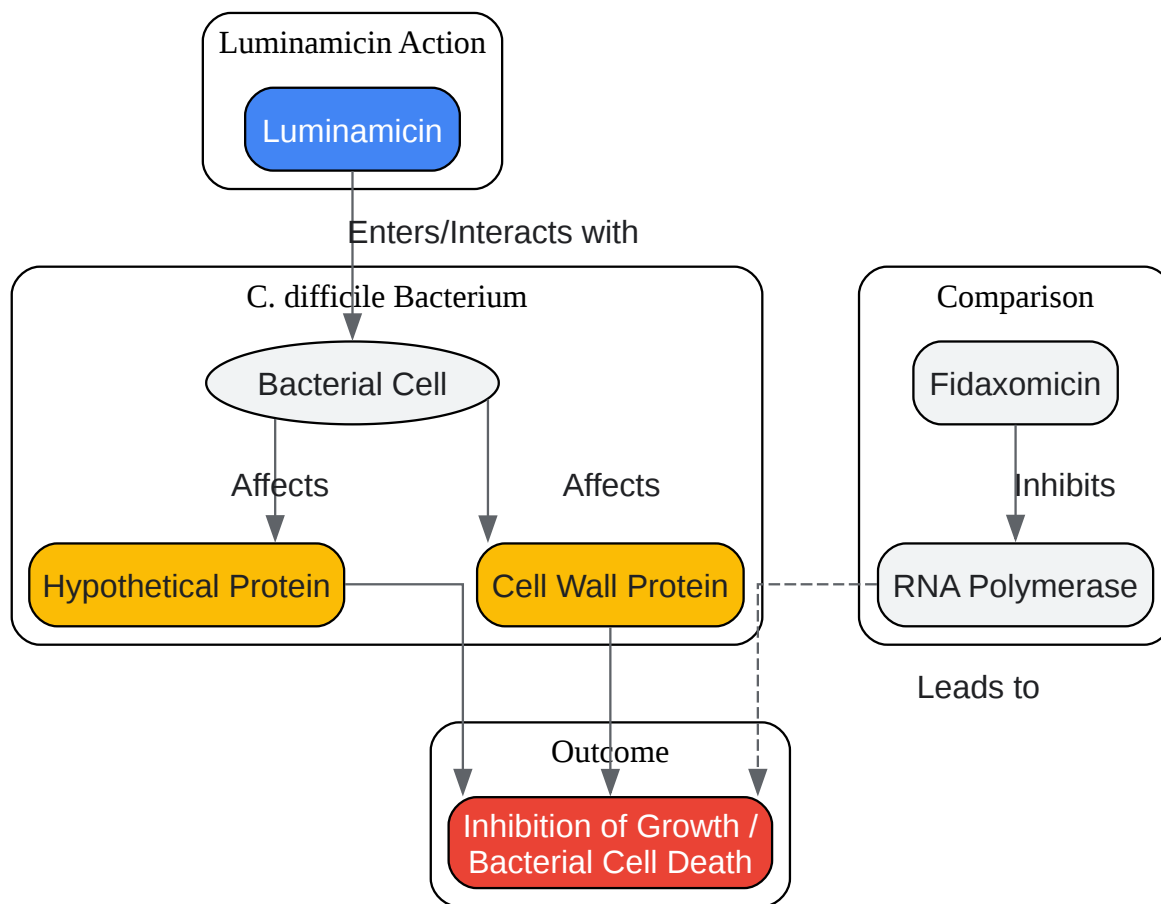 Luminamicin Action
Luminamicin
Enters/Interacts with
C. difficile Bacterium
Comparison
Bacterial Cell
Fidaxomicin
Affects
Affects
Inhibits
Hypothetical Protein
Cell Wall Protein
RNA Polymerase
Leads to
Outcome
Inhibition of Growth /
Bacterial Cell Death